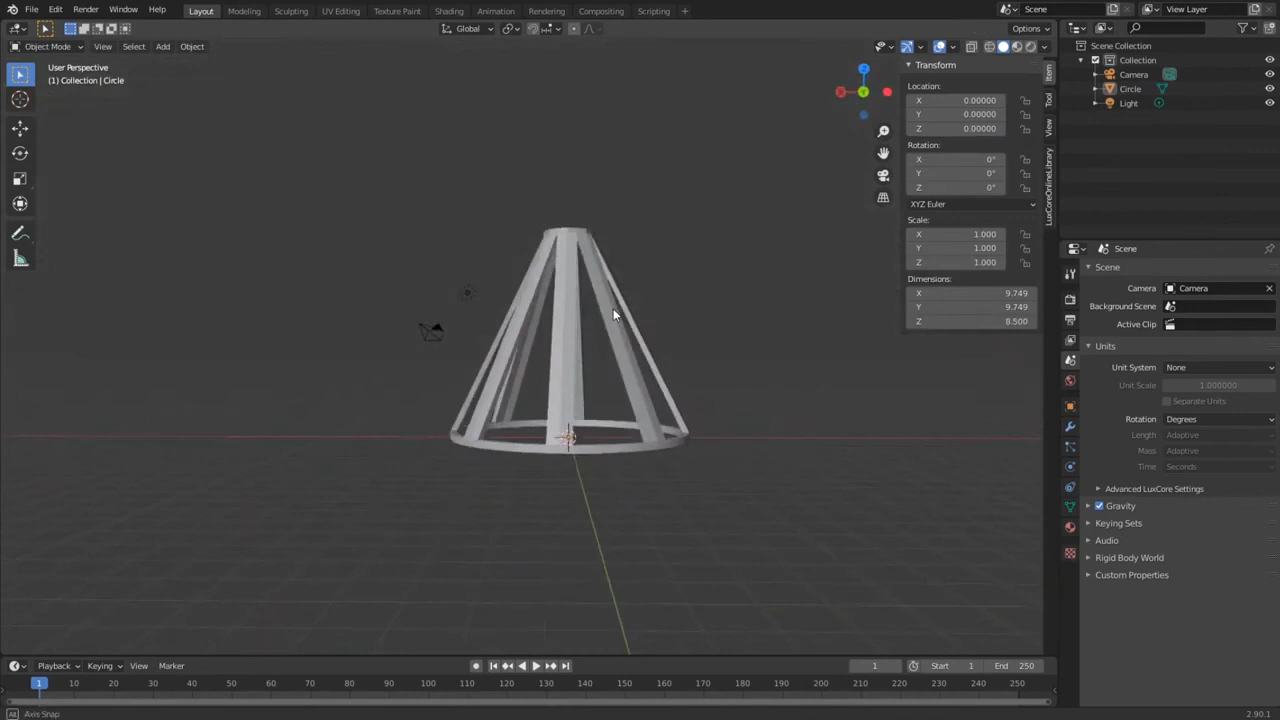 File Edit Render Window Help Layout Modeling Sculpting UV Editing Texture Paint Shading Animation Rendering Compositing Scripting + Scene View Layer
Global Options
Object Mode View Select Add Object
User Perspective
(1) Collection | Circle
Z
X
Y
Transform
Location:
X 0.00000
Y 0.00000
Z 0.00000
Rotation:
X 0°
Y 0°
Z 0°
XYZ Euler
Scale:
X 1.000
Y 1.000
Z 1.000
Dimensions:
X 9.749
Y 9.749
Z 8.500
Item
Tool
View
LuxCoreOnlineLibrary
Scene Collection
Collection
Camera
Circle
Light
Scene
Scene
Camera Camera
Background Scene
Active Clip
Units
Unit System None
Unit Scale 1.000000
Separate Units
Rotation Degrees
Length Adaptive
Mass Adaptive
Time Seconds
Advanced LuxCore Settings
Gravity
Keying Sets
Audio
Rigid Body World
Custom Properties
Playback Keying View Marker 1 Start 1 End 250
1 10 20 30 40 50 60 70 80 90 100 110 120 130 140 150 160 170 180 190 200 210 220 230 240 250
Alt Axis Snap 2.90.1